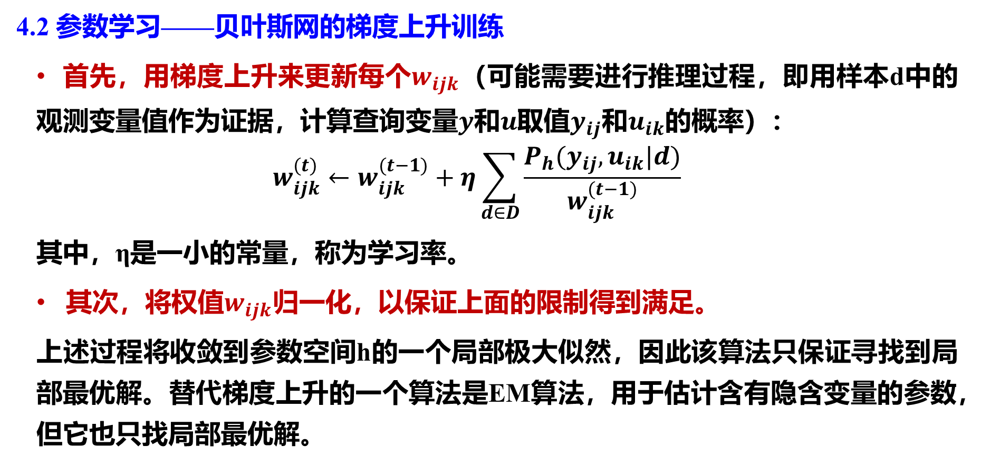 4.2 参数学习——贝叶斯网的梯度上升训练
• 首先，用梯度上升来更新每个w_{ijk}（可能需要进行推理过程，即用样本d中的
观测变量值作为证据，计算查询变量y和u取值y_{ij}和u_{ik}的概率）：
w_{ijk}^{(t)} ← w_{ijk}^{(t−1)} + η ∑_{d∈D} \frac{P_h(y_{ij}, u_{ik}|d)}{w_{ijk}^{(t−1)}}
其中，η是一小的常量，称为学习率。
• 其次，将权值w_{ijk}归一化，以保证上面的限制得到满足。
上述过程将收敛到参数空间h的一个局部极大似然，因此该算法只保证寻找到局
部最优解。替代梯度上升的一个算法是EM算法，用于估计含有隐含变量的参数，
但它也只找局部最优解。